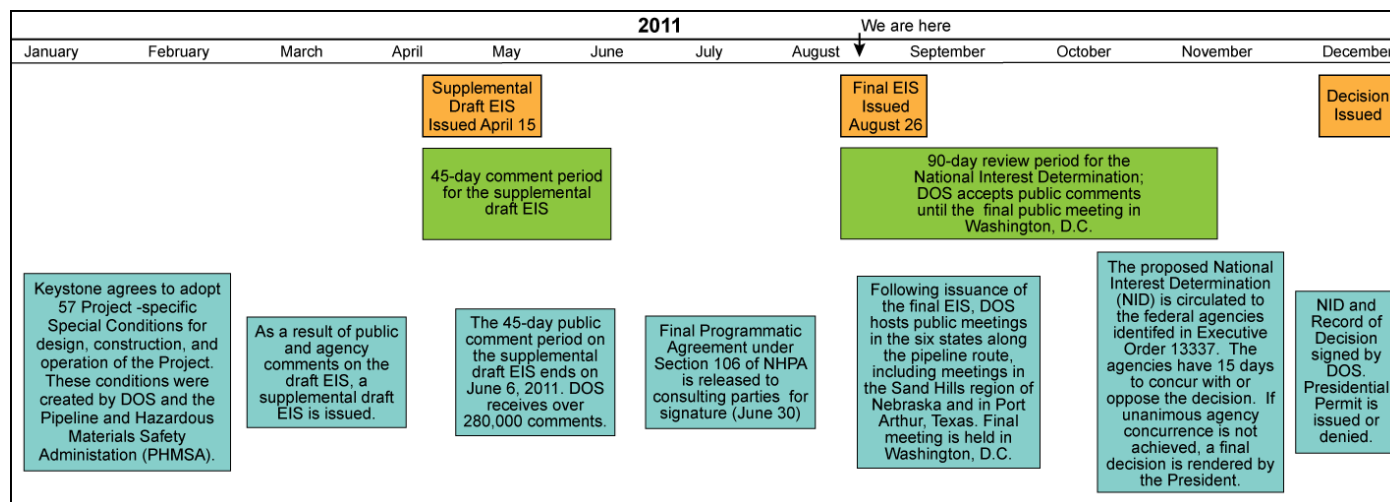 2011
We are here
January
February
March
April
May
June
July
August
September
October
November
December
Supplemental
Draft EIS
Issued April 15
Final EIS
Issued
August 26
Decision
Issued
45-day comment period
for the supplemental
draft EIS
90-day review period for the
National Interest Determination;
DOS accepts public comments
until the final public meeting in
Washington, D.C.
Keystone agrees to adopt
57 Project -specific
Special Conditions for
design, construction, and
operation of the Project.
These conditions were
created by DOS and the
Pipeline and Hazardous
Materials Safety
Administation (PHMSA).
As a result of public
and agency
comments on the
draft EIS, a
supplemental draft
EIS is issued.
The 45-day public
comment period on
the supplemental
draft EIS ends on
June 6, 2011. DOS
receives over
280,000 comments.
Final Programmatic
Agreement under
Section 106 of NHPA
is released to
consulting parties for
signature (June 30)
Following issuance of
the final EIS, DOS
hosts public meetings
in the six states along
the pipeline route,
including meetings in
the Sand Hills region of
Nebraska and in Port
Arthur, Texas. Final
meeting is held in
Washington, D.C.
The proposed National
Interest Determination
(NID) is circulated to
the federal agencies
identifed in Executive
Order 13337. The
agencies have 15 days
to concur with or
oppose the decision. If
unanimous agency
concurrence is not
achieved, a final
decision is rendered by
the President.
NID and
Record of
Decision
signed by
DOS.
Presidential
Permit is
issued or
denied.